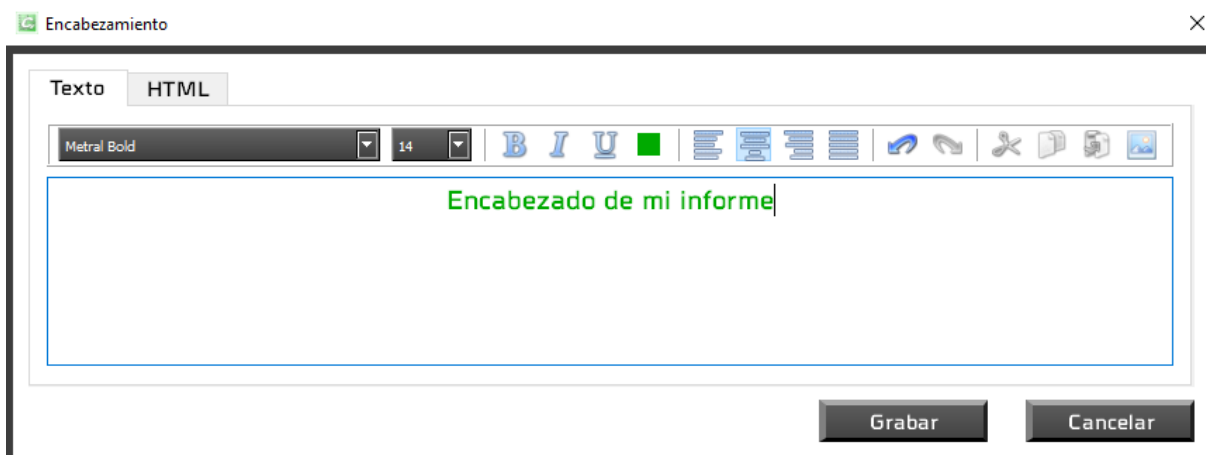 Encabezamiento
Texto HTML
Metral Bold 14 B I U
Encabezado de mi informe
Grabar Cancelar